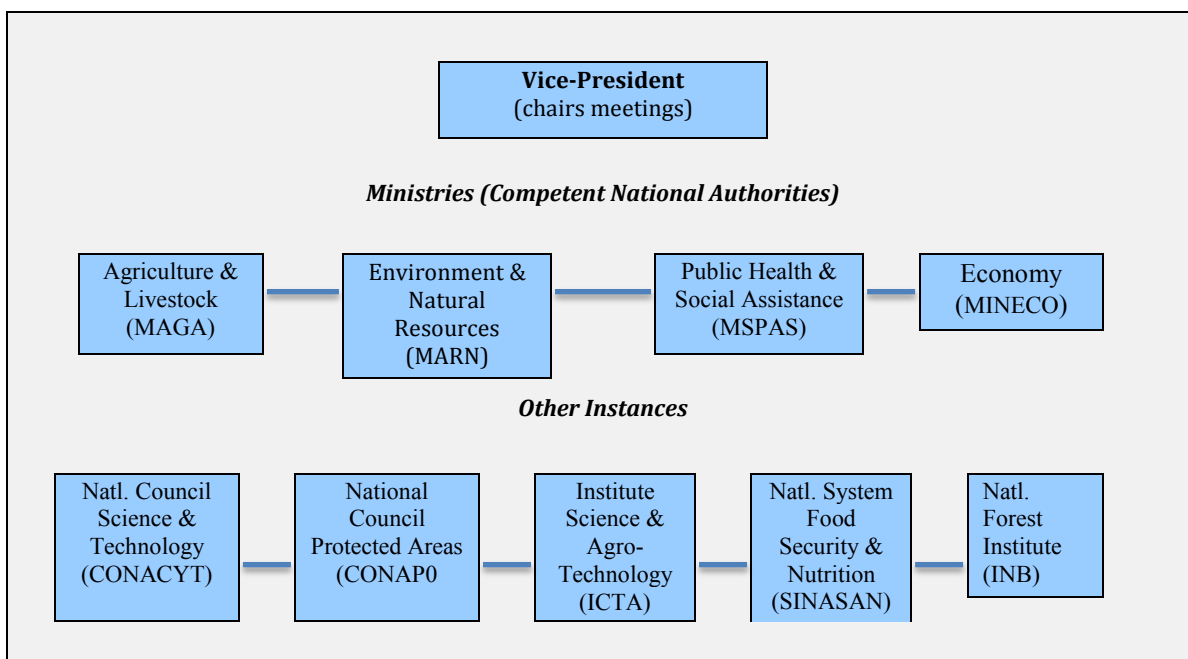 Vice-President
(chairs meetings)
Ministries (Competent National Authorities)
Agriculture &
Livestock
(MAGA)
Environment &
Natural
Resources
(MARN)
Public Health &
Social Assistance
(MSPAS)
Economy
(MINECO)
Other Instances
Natl. Council
Science &
Technology
(CONACYT)
National
Council
Protected Areas
(CONAP0
Institute
Science &
Agro-
Technology
(ICTA)
Natl. System
Food
Security &
Nutrition
(SINASAN)
Natl.
Forest
Institute
(INB)